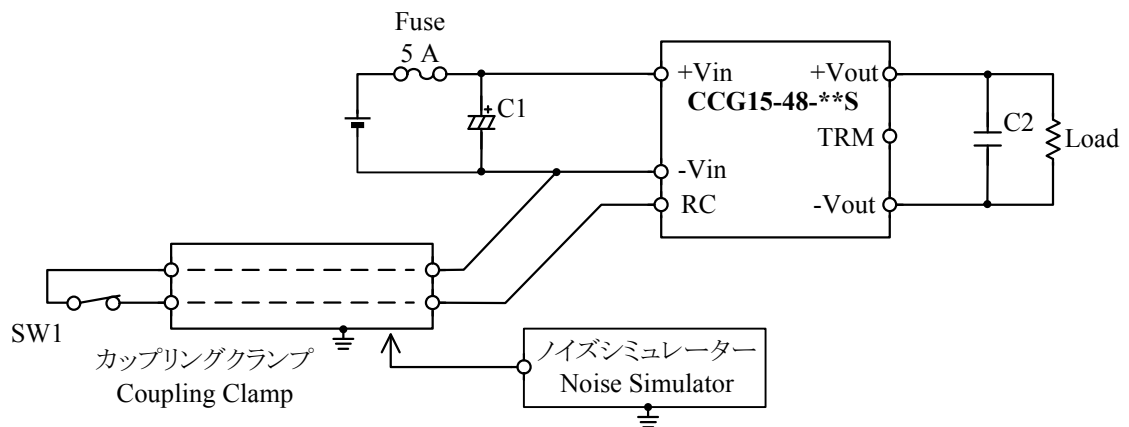 Fuse
5 A
+
C1
+Vin
+Vout
CCG15-48-**S
TRM
C2
Load
-Vin
RC
-Vout
SW1
カップリングクランプ
Coupling Clamp
ノイズシミュレーター
Noise Simulator